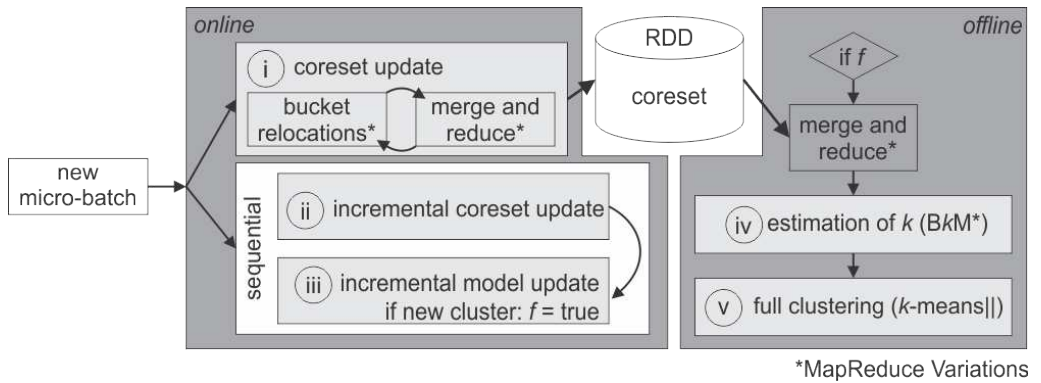 online
i coreset update
bucket
relocations*
merge and
reduce*
new
micro-batch
sequential
ii incremental coreset update
iii incremental model update
if new cluster: f = true
RDD
coreset
offline
if f
merge and
reduce*
iv estimation of k (BkM*)
v full clustering (k-means||)
*MapReduce Variations